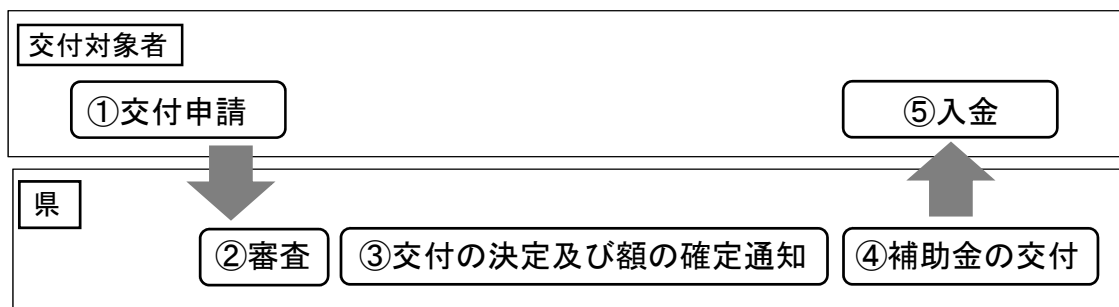 交付対象者
①交付申請
⑤入金
県
②審査
③交付の決定及び額の確定通知
④補助金の交付